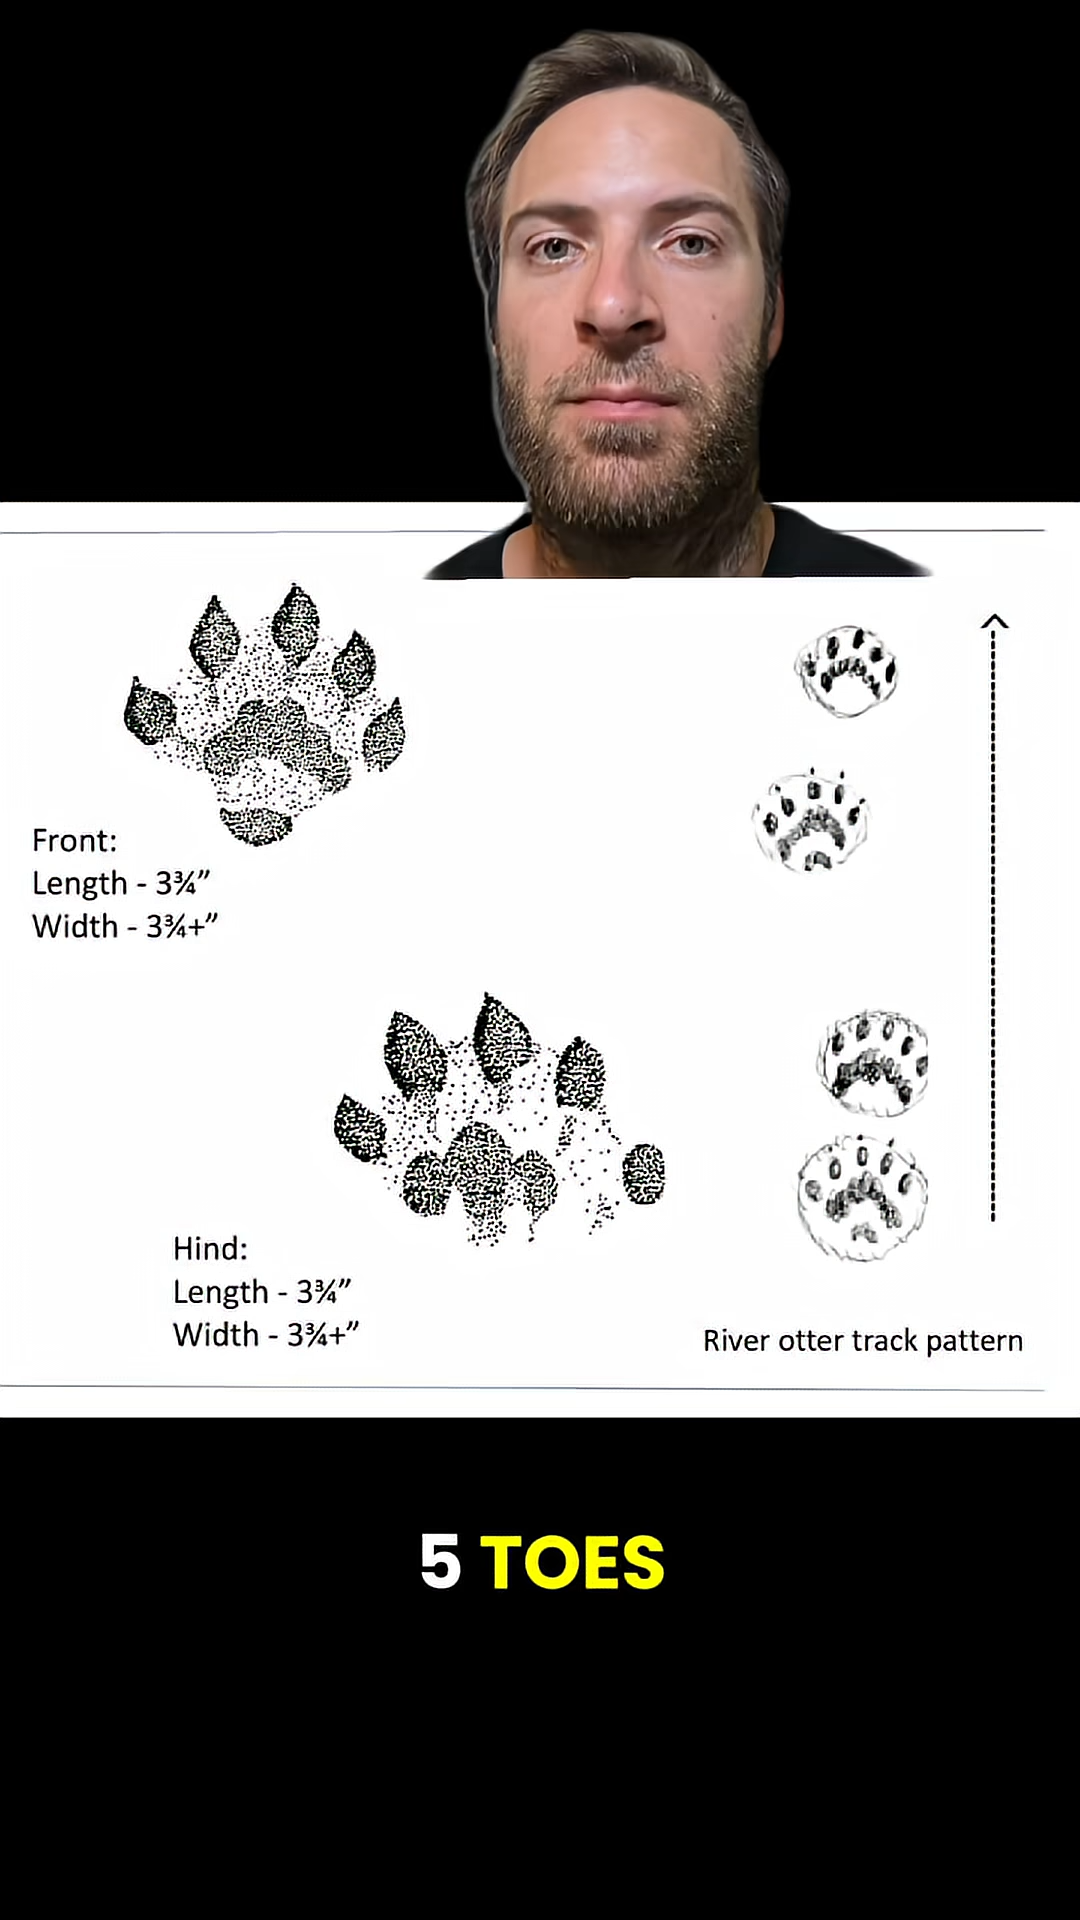 Front:
Length - 3¾”
Width - 3¾+”
Hind:
Length - 3¾”
Width - 3¾+”
River otter track pattern
5 TOES